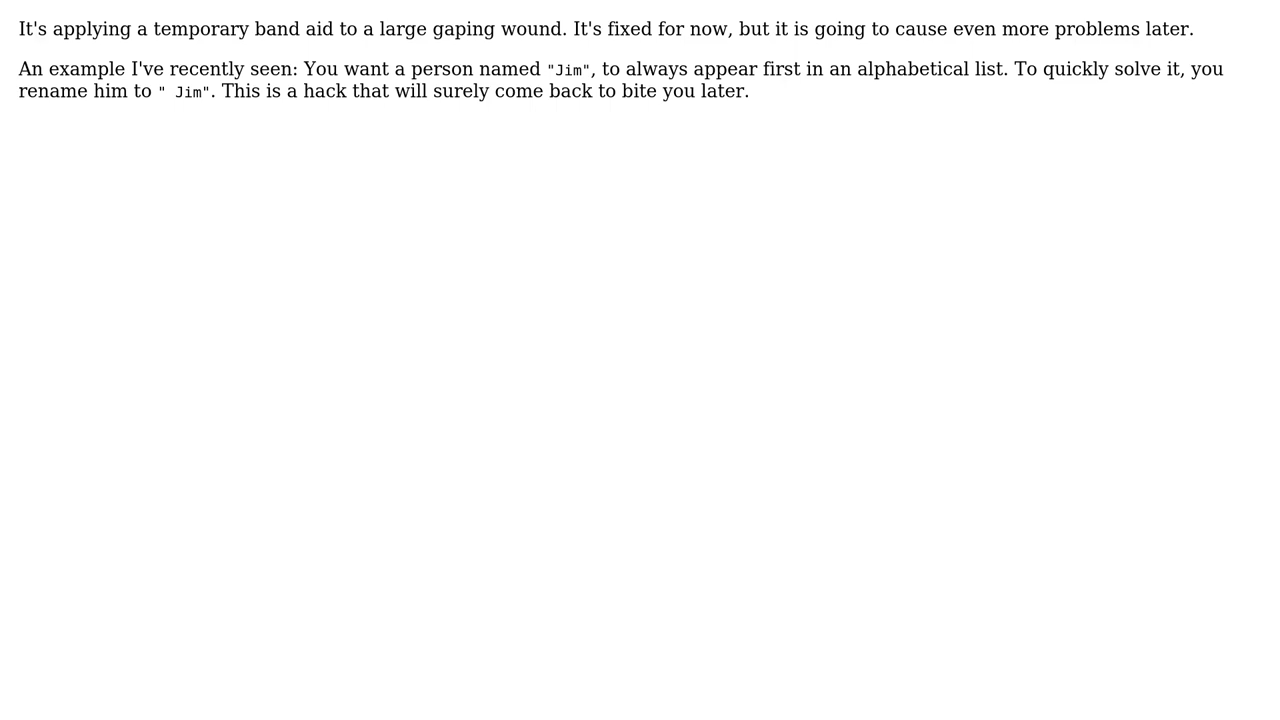 It's applying a temporary band aid to a large gaping wound. It's fixed for now, but it is going to cause even more problems later.
An example I've recently seen: You want a person named "Jim", to always appear first in an alphabetical list. To quickly solve it, you
rename him to " Jim". This is a hack that will surely come back to bite you later.